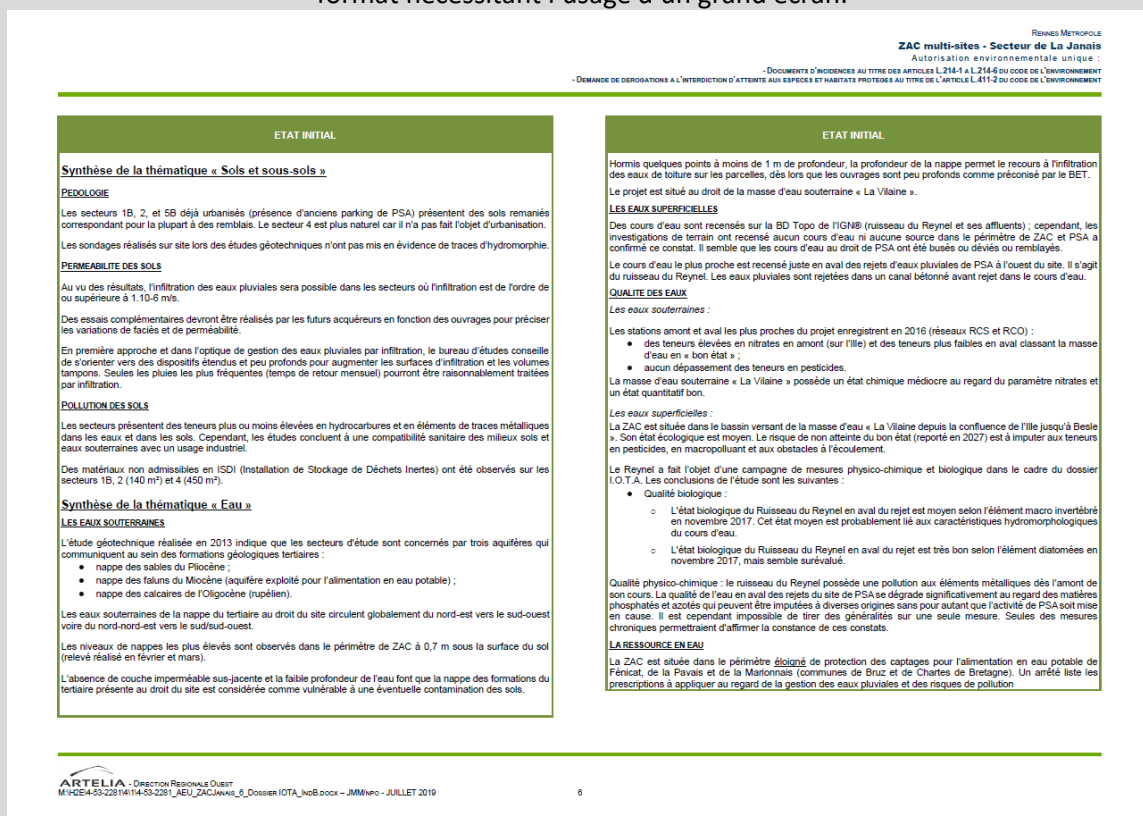 format nécessitant l'usage d'un grand écran.
RENNES METROPOLE
ZAC multi-sites - Secteur de La Janais
Autorisation environnementale unique :
- DOCUMENTS D'INCIDENCES AU TITRE DES ARTICLES L.214-1 A L.214-6 DU CODE DE L'ENVIRONNEMENT
- DEMANDE DE DEROGATIONS A L'INTERDICTION D'ATTEINTE AUX ESPECES ET HABITATS PROTEGES AU TITRE DE L'ARTICLE L.411-2 DU CODE DE L'ENVIRONNEMENT
ETAT INITIAL
Synthèse de la thématique « Sols et sous-sols »
PEDOLOGIE
Les secteurs 1B, 2, et 5B déjà urbanisés (présence d'anciens parking de PSA) présentent des sols remaniés
correspondant pour la plupart à des remblais. Le secteur 4 est plus naturel car il n'a pas fait l'objet d'urbanisation.
Les sondages réalisés sur site lors des études géotechniques n'ont pas mis en évidence de traces d'hydromorphie.
PERMEABILITE DES SOLS
Au vu des résultats, l'infiltration des eaux pluviales sera possible dans les secteurs où l'infiltration est de l'ordre de
ou supérieure à 1.10-6 m/s.
Des essais complémentaires devront être réalisés par les futurs acquéreurs en fonction des ouvrages pour préciser
les variations de faciès et de perméabilité.
En première approche et dans l'optique de gestion des eaux pluviales par infiltration, le bureau d'études conseille
de s'orienter vers des dispositifs étendus et peu profonds pour augmenter les surfaces d'infiltration et les volumes
tampons. Seules les pluies les plus fréquentes (temps de retour mensuel) pourront être raisonnablement traitées
par infiltration.
POLLUTION DES SOLS
Les secteurs présentent des teneurs plus ou moins élevées en hydrocarbures et en éléments de traces métalliques
dans les eaux et dans les sols. Cependant, les études concluent à une compatibilité sanitaire des milieux sols et
eaux souterraines avec un usage industriel.
Des matériaux non admissibles en ISDI (Installation de Stockage de Déchets Inertes) ont été observés sur les
secteurs 1B, 2 (140 m²) et 4 (450 m²).
Synthèse de la thématique « Eau »
LES EAUX SOUTERRAINES
L'étude géotechnique réalisée en 2013 indique que les secteurs d'étude sont concernés par trois aquifères qui
communiquent au sein des formations géologiques tertiaires :
• nappe des sables du Pliocène ;
• nappe des faluns du Miocène (aquifère exploité pour l'alimentation en eau potable) ;
• nappe des calcaires de l'Oligocène (rupélien).
Les eaux souterraines de la nappe du tertiaire au droit du site circulent globalement du nord-est vers le sud-ouest
voire du nord-nord-est vers le sud/sud-ouest.
Les niveaux de nappes les plus élevés sont observés dans le périmètre de ZAC à 0,7 m sous la surface du sol
(relevé réalisé en février et mars).
L'absence de couche imperméable sus-jacente et la faible profondeur de l'eau font que la nappe des formations du
tertiaire présente au droit du site est considérée comme vulnérable à une éventuelle contamination des sols.
ETAT INITIAL
Hormis quelques points à moins de 1 m de profondeur, la profondeur de la nappe permet le recours à l'infiltration
des eaux de toiture sur les parcelles, dès lors que les ouvrages sont peu profonds comme préconisé par le BET.
Le projet est situé au droit de la masse d'eau souterraine « La Vilaine ».
LES EAUX SUPERFICIELLES
Des cours d'eau sont recensés sur la BD Topo de l'IGN® (ruisseau du Reynel et ses affluents) ; cependant, les
investigations de terrain ont recensé aucun cours d'eau ni aucune source dans le périmètre de ZAC et PSA a
confirmé ce constat. Il semble que les cours d'eau au droit de PSA ont été busés ou déviés ou remblayés.
Le cours d'eau le plus proche est recensé juste en aval des rejets d'eaux pluviales de PSA à l'ouest du site. Il s'agit
du ruisseau du Reynel. Les eaux pluviales sont rejetées dans un canal bétonné avant rejet dans le cours d'eau.
QUALITE DES EAUX
Les eaux souterraines :
Les stations amont et aval les plus proches du projet enregistrent en 2016 (réseaux RCS et RCO) :
• des teneurs élevées en nitrates en amont (sur l'Ille) et des teneurs plus faibles en aval classant la masse
d'eau en « bon état » ;
• aucun dépassement des teneurs en pesticides.
La masse d'eau souterraine « La Vilaine » possède un état chimique médiocre au regard du paramètre nitrates et
un état quantitatif bon.
Les eaux superficielles :
La ZAC est située dans le bassin versant de la masse d'eau « La Vilaine depuis la confluence de l'Ille jusqu'à Besle
». Son état écologique est moyen. Le risque de non atteinte du bon état (reporté en 2027) est à imputer aux teneurs
en pesticides, en macropolluant et aux obstacles à l'écoulement.
Le Reynel a fait l'objet d'une campagne de mesures physico-chimique et biologique dans le cadre du dossier
I.O.T.A. Les conclusions de l'étude sont les suivantes :
• Qualité biologique :
o L'état biologique du Ruisseau du Reynel en aval du rejet est moyen selon l'élément macro invertébré
en novembre 2017. Cet état moyen est probablement lié aux caractéristiques hydromorphologiques
du cours d'eau.
o L'état biologique du Ruisseau du Reynel en aval du rejet est très bon selon l'élément diatomées en
novembre 2017, mais semble surévalué.
Qualité physico-chimique : le ruisseau du Reynel possède une pollution aux éléments métalliques dès l'amont de
son cours. La qualité de l'eau en aval des rejets du site de PSA se dégrade significativement au regard des matières
phosphatés et azotés qui peuvent être imputées à diverses origines sans pour autant que l'activité de PSA soit mise
en cause. Il est cependant impossible de tirer des généralités sur une seule mesure. Seules des mesures
chroniques permettraient d'affirmer la constance de ces constats.
LA RESSOURCE EN EAU
La ZAC est située dans le périmètre éloigné de protection des captages pour l'alimentation en eau potable de
Fénicat, de la Pavais et de la Marionnais (communes de Bruz et de Chartes de Bretagne). Un arrêté liste les
prescriptions à appliquer au regard de la gestion des eaux pluviales et des risques de pollution
ARTELIA - DIRECTION REGIONALE OUEST
M:\H2E\4-53-2281\4\1\4-53-2281_AEU_ZACJANAIS_6_DOSSIER IOTA_INDB.DOCX – JMM/NPO - JUILLET 2019
6